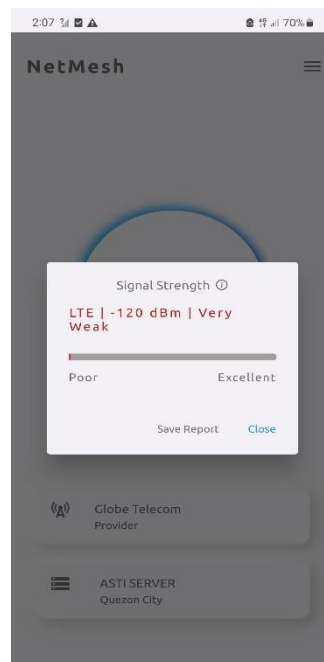 2:07
70%
NetMesh
Signal Strength
LTE | -120 dBm | Very
Weak
Poor Excellent
Save Report Close
Globe Telecom
Provider
ASTI SERVER
Quezon City